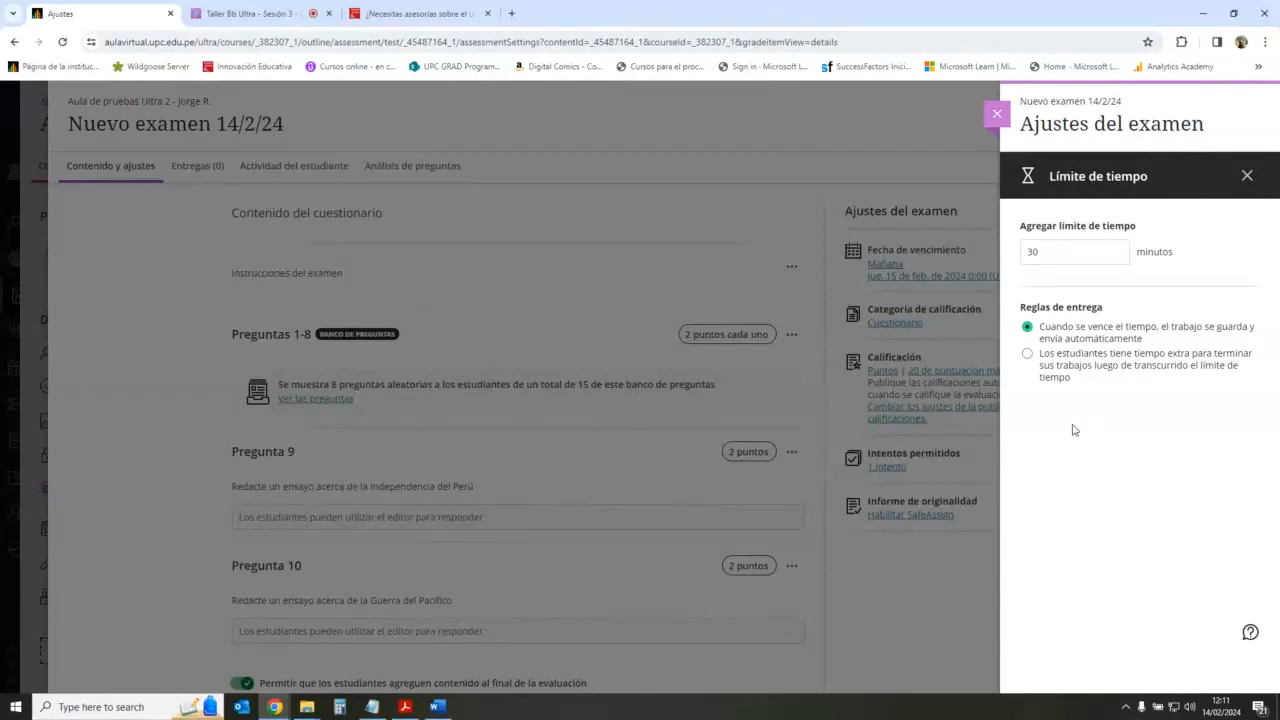 Ajustes
Taller Bb Ultra - Sesión 3 -
¿Necesitas asesorías sobre el u
aulavirtual.upc.edu.pe/ultra/courses/_382307_1/outline/assessment/test/_45487164_1/assessmentSettings?contentId=_45487164_1&courseId=_382307_1&gradeitemView=details
Página de la instituc...
Wildgoose Server
Innovación Educativa
Cursos online - en c...
UPC GRAD Program...
Digital Comics - Co...
Cursos para el proc...
Sign in · Microsoft L...
SuccessFactors Inici...
Microsoft Learn | Mi...
Home · Microsoft L...
Analytics Academy
»
Aula de pruebas Ultra 2 - Jorge R.
Nuevo examen 14/2/24
Contenido y ajustes
Entregas (0)
Actividad del estudiante
Análisis de preguntas
Contenido del cuestionario
Instrucciones del examen
Preguntas 1-8
BANCO DE PREGUNTAS
2 puntos cada uno
Se muestra 8 preguntas aleatorias a los estudiantes de un total de 15 de este banco de preguntas
Ver las preguntas
Pregunta 9
2 puntos
Redacte un ensayo acerca de la Independencia del Perú
Los estudiantes pueden utilizar el editor para responder
Pregunta 10
2 puntos
Redacte un ensayo acerca de la Guerra del Pacífico
Los estudiantes pueden utilizar el editor para responder
Permitir que los estudiantes agreguen contenido al final de la evaluación
Ajustes del examen
Fecha de vencimiento
Mañana
jue. 15 de feb. de 2024 0:00 (U
Categoría de calificación
Cuestionario
Calificación
Puntos | 20 de puntuación má
Publique las calificaciones aut
cuando se califique la evaluació
Cambiar los ajustes de la publi
calificaciones.
Intentos permitidos
1 intento
Informe de originalidad
Habilitar SafeAssign
Nuevo examen 14/2/24
Ajustes del examen
Límite de tiempo
Agregar límite de tiempo
30 minutos
Reglas de entrega
Cuando se vence el tiempo, el trabajo se guarda y
envía automáticamente
Los estudiantes tiene tiempo extra para terminar
sus trabajos luego de transcurrido el límite de
tiempo
Type here to search
12:11
14/02/2024
21